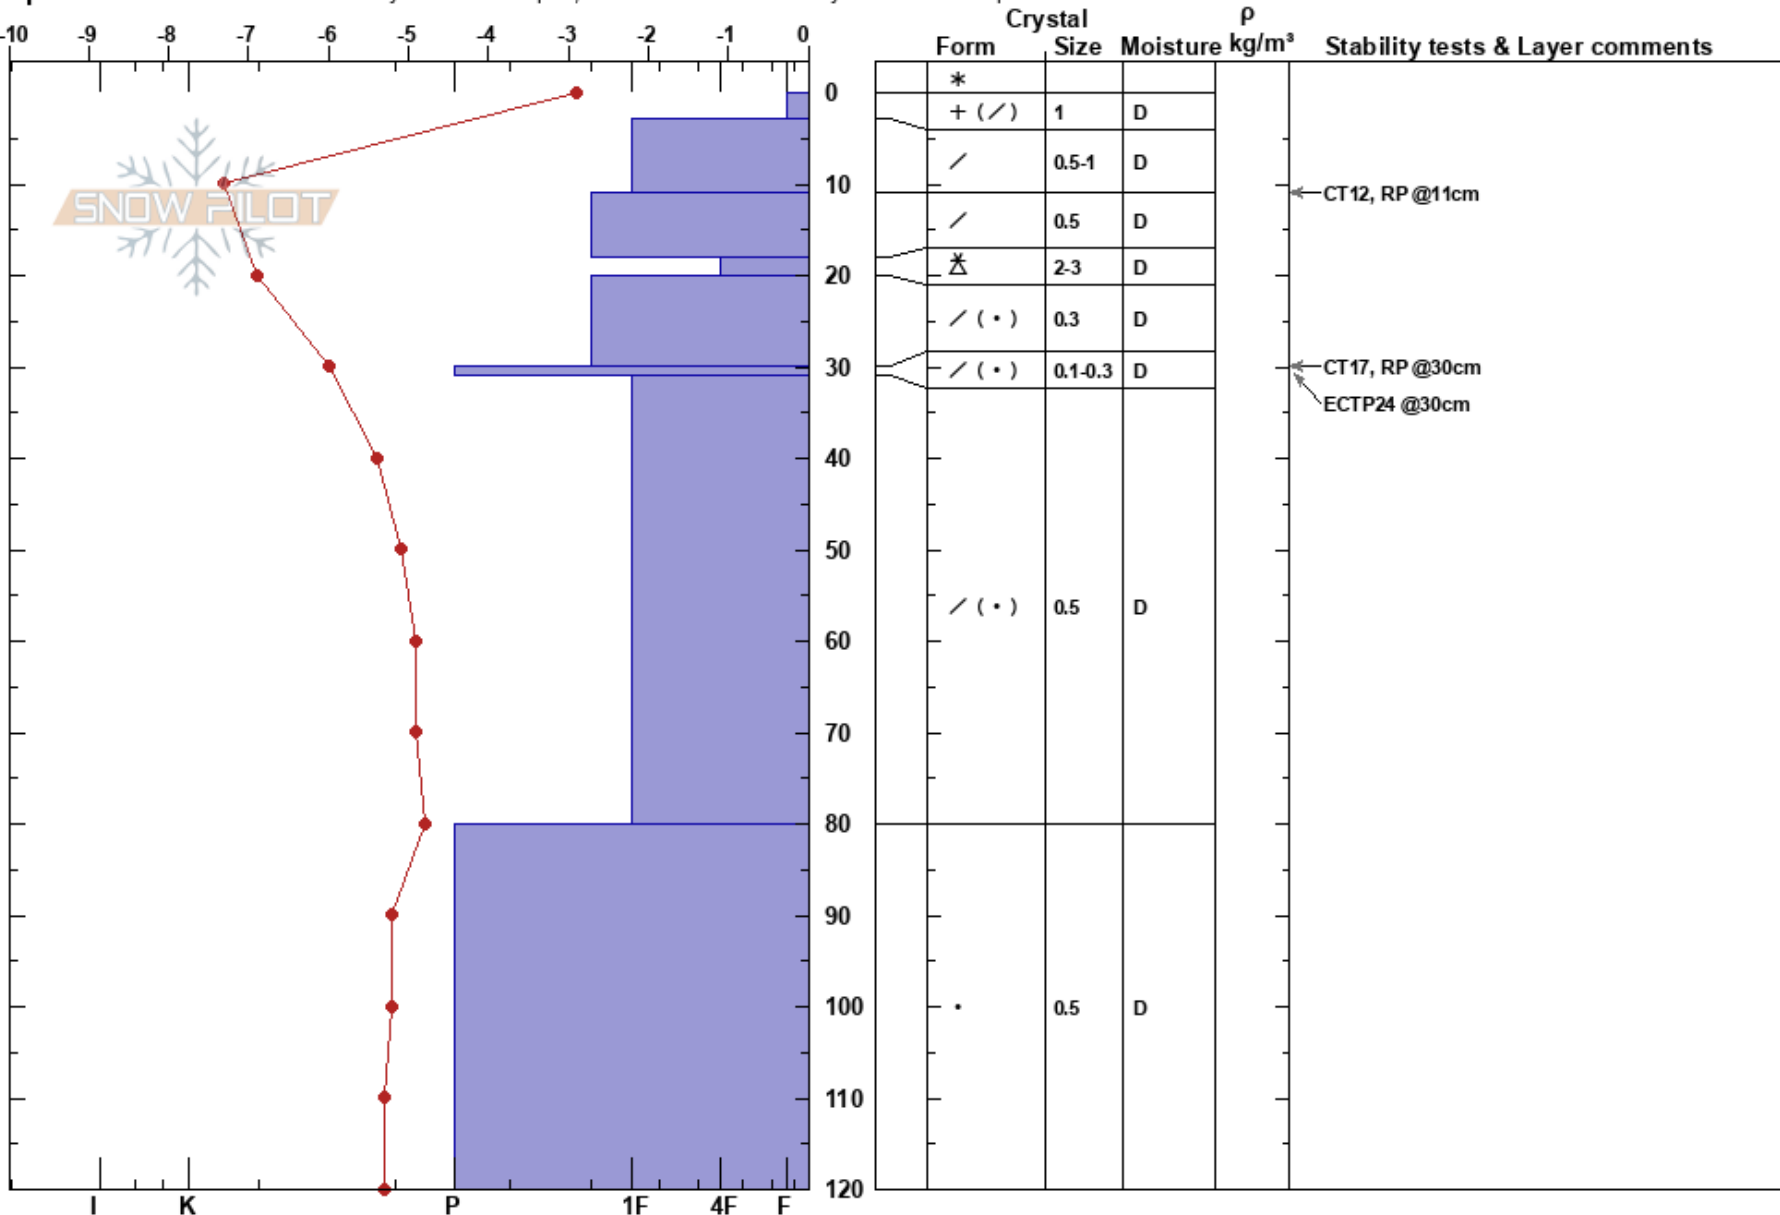 Crystal ρ
-10 -9 -8 -7 -6 -5 -4 -3 -2 -1 0 Form Size Moisture kg/m³ Stability tests & Layer comments
*
0
+ (/) 1 D
/ 0.5-1 D
10
CT12, RP @11cm
SNOW PILOT
/ 0.5 D
2-3 D
20
/ (•) 0.3 D
30 / (•) 0.1-0.3 D CT17, RP @30cm
ECTP24 @30cm
40
50
/ (•) 0.5 D
60
70
80
90
100 • 0.5 D
110
120
I K P 1F 4F F